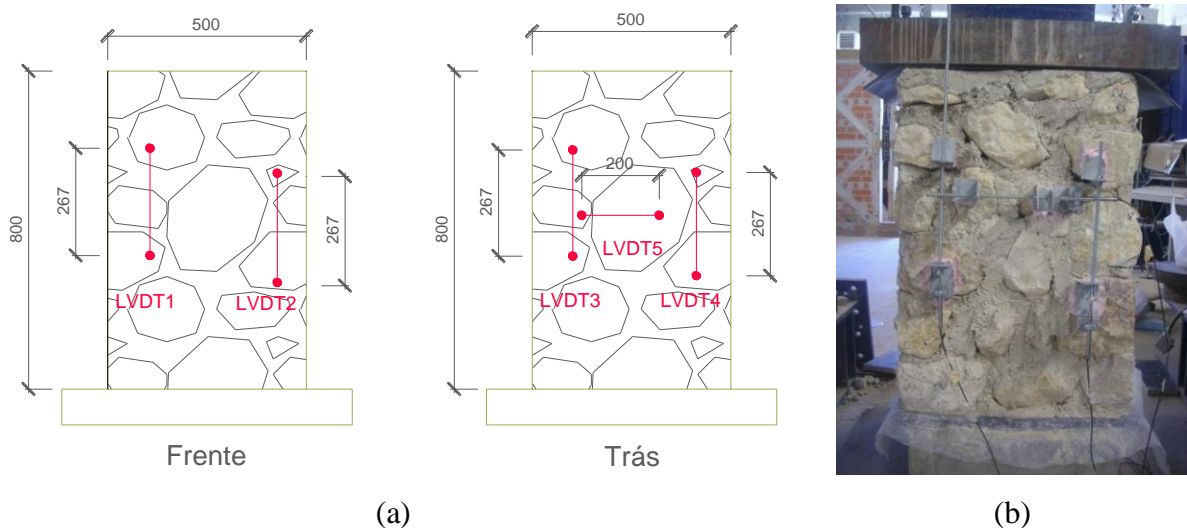 500
500
800
267
LVDT1
LVDT2
267
800
267
200
LVDT5
LVDT3
LVDT4
267
Frente
Trás
(a)
(b)